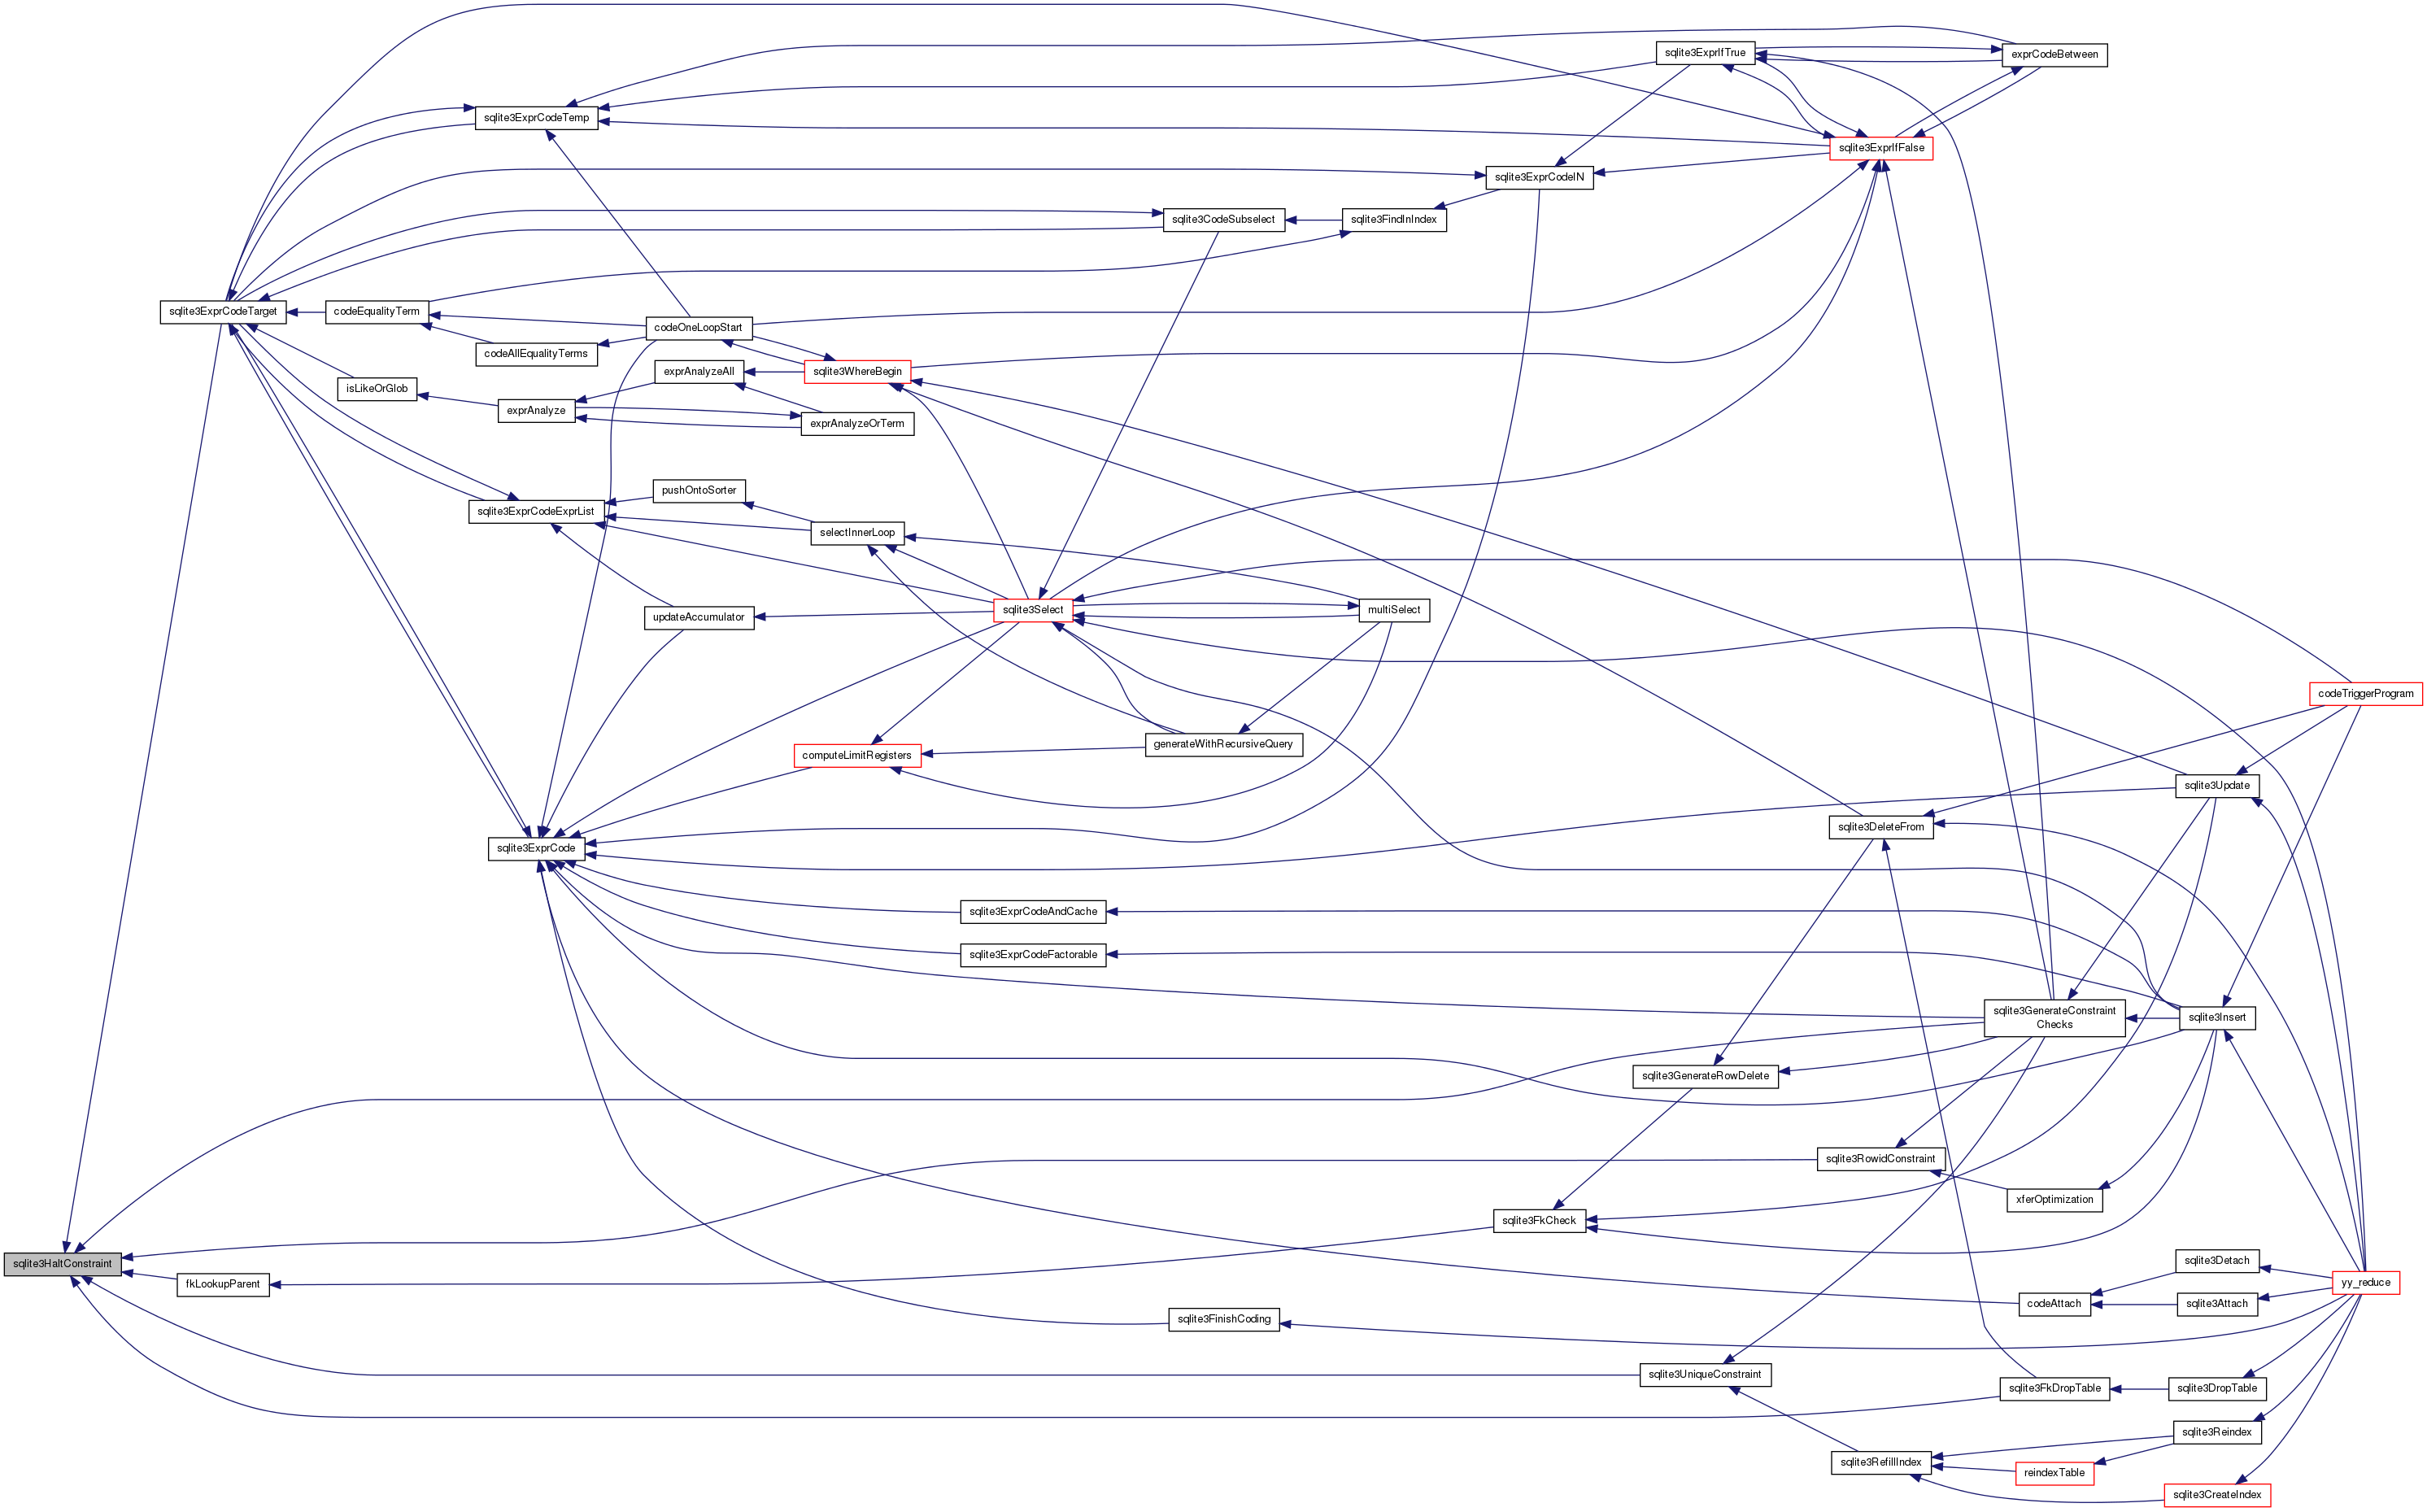 sqlite3ExprIfTrue
exprCodeBetween
sqlite3ExprCodeTemp
sqlite3ExprIfFalse
sqlite3ExprCodeIN
sqlite3CodeSubselect
sqlite3FindInIndex
sqlite3ExprCodeTarget
codeEqualityTerm
codeOneLoopStart
codeAllEqualityTerms
exprAnalyzeAll
sqlite3WhereBegin
isLikeOrGlob
exprAnalyze
exprAnalyzeOrTerm
pushOntoSorter
sqlite3ExprCodeExprList
selectInnerLoop
updateAccumulator
sqlite3Select
multiSelect
codeTriggerProgram
computeLimitRegisters
generateWithRecursiveQuery
sqlite3Update
sqlite3DeleteFrom
sqlite3ExprCode
sqlite3ExprCodeAndCache
sqlite3ExprCodeFactorable
sqlite3GenerateConstraint
Checks
sqlite3Insert
sqlite3GenerateRowDelete
sqlite3RowidConstraint
xferOptimization
sqlite3FkCheck
sqlite3HaltConstraint
fkLookupParent
sqlite3Detach
yy_reduce
codeAttach
sqlite3Attach
sqlite3FinishCoding
sqlite3UniqueConstraint
sqlite3FkDropTable
sqlite3DropTable
sqlite3Reindex
sqlite3RefillIndex
reindexTable
sqlite3CreateIndex